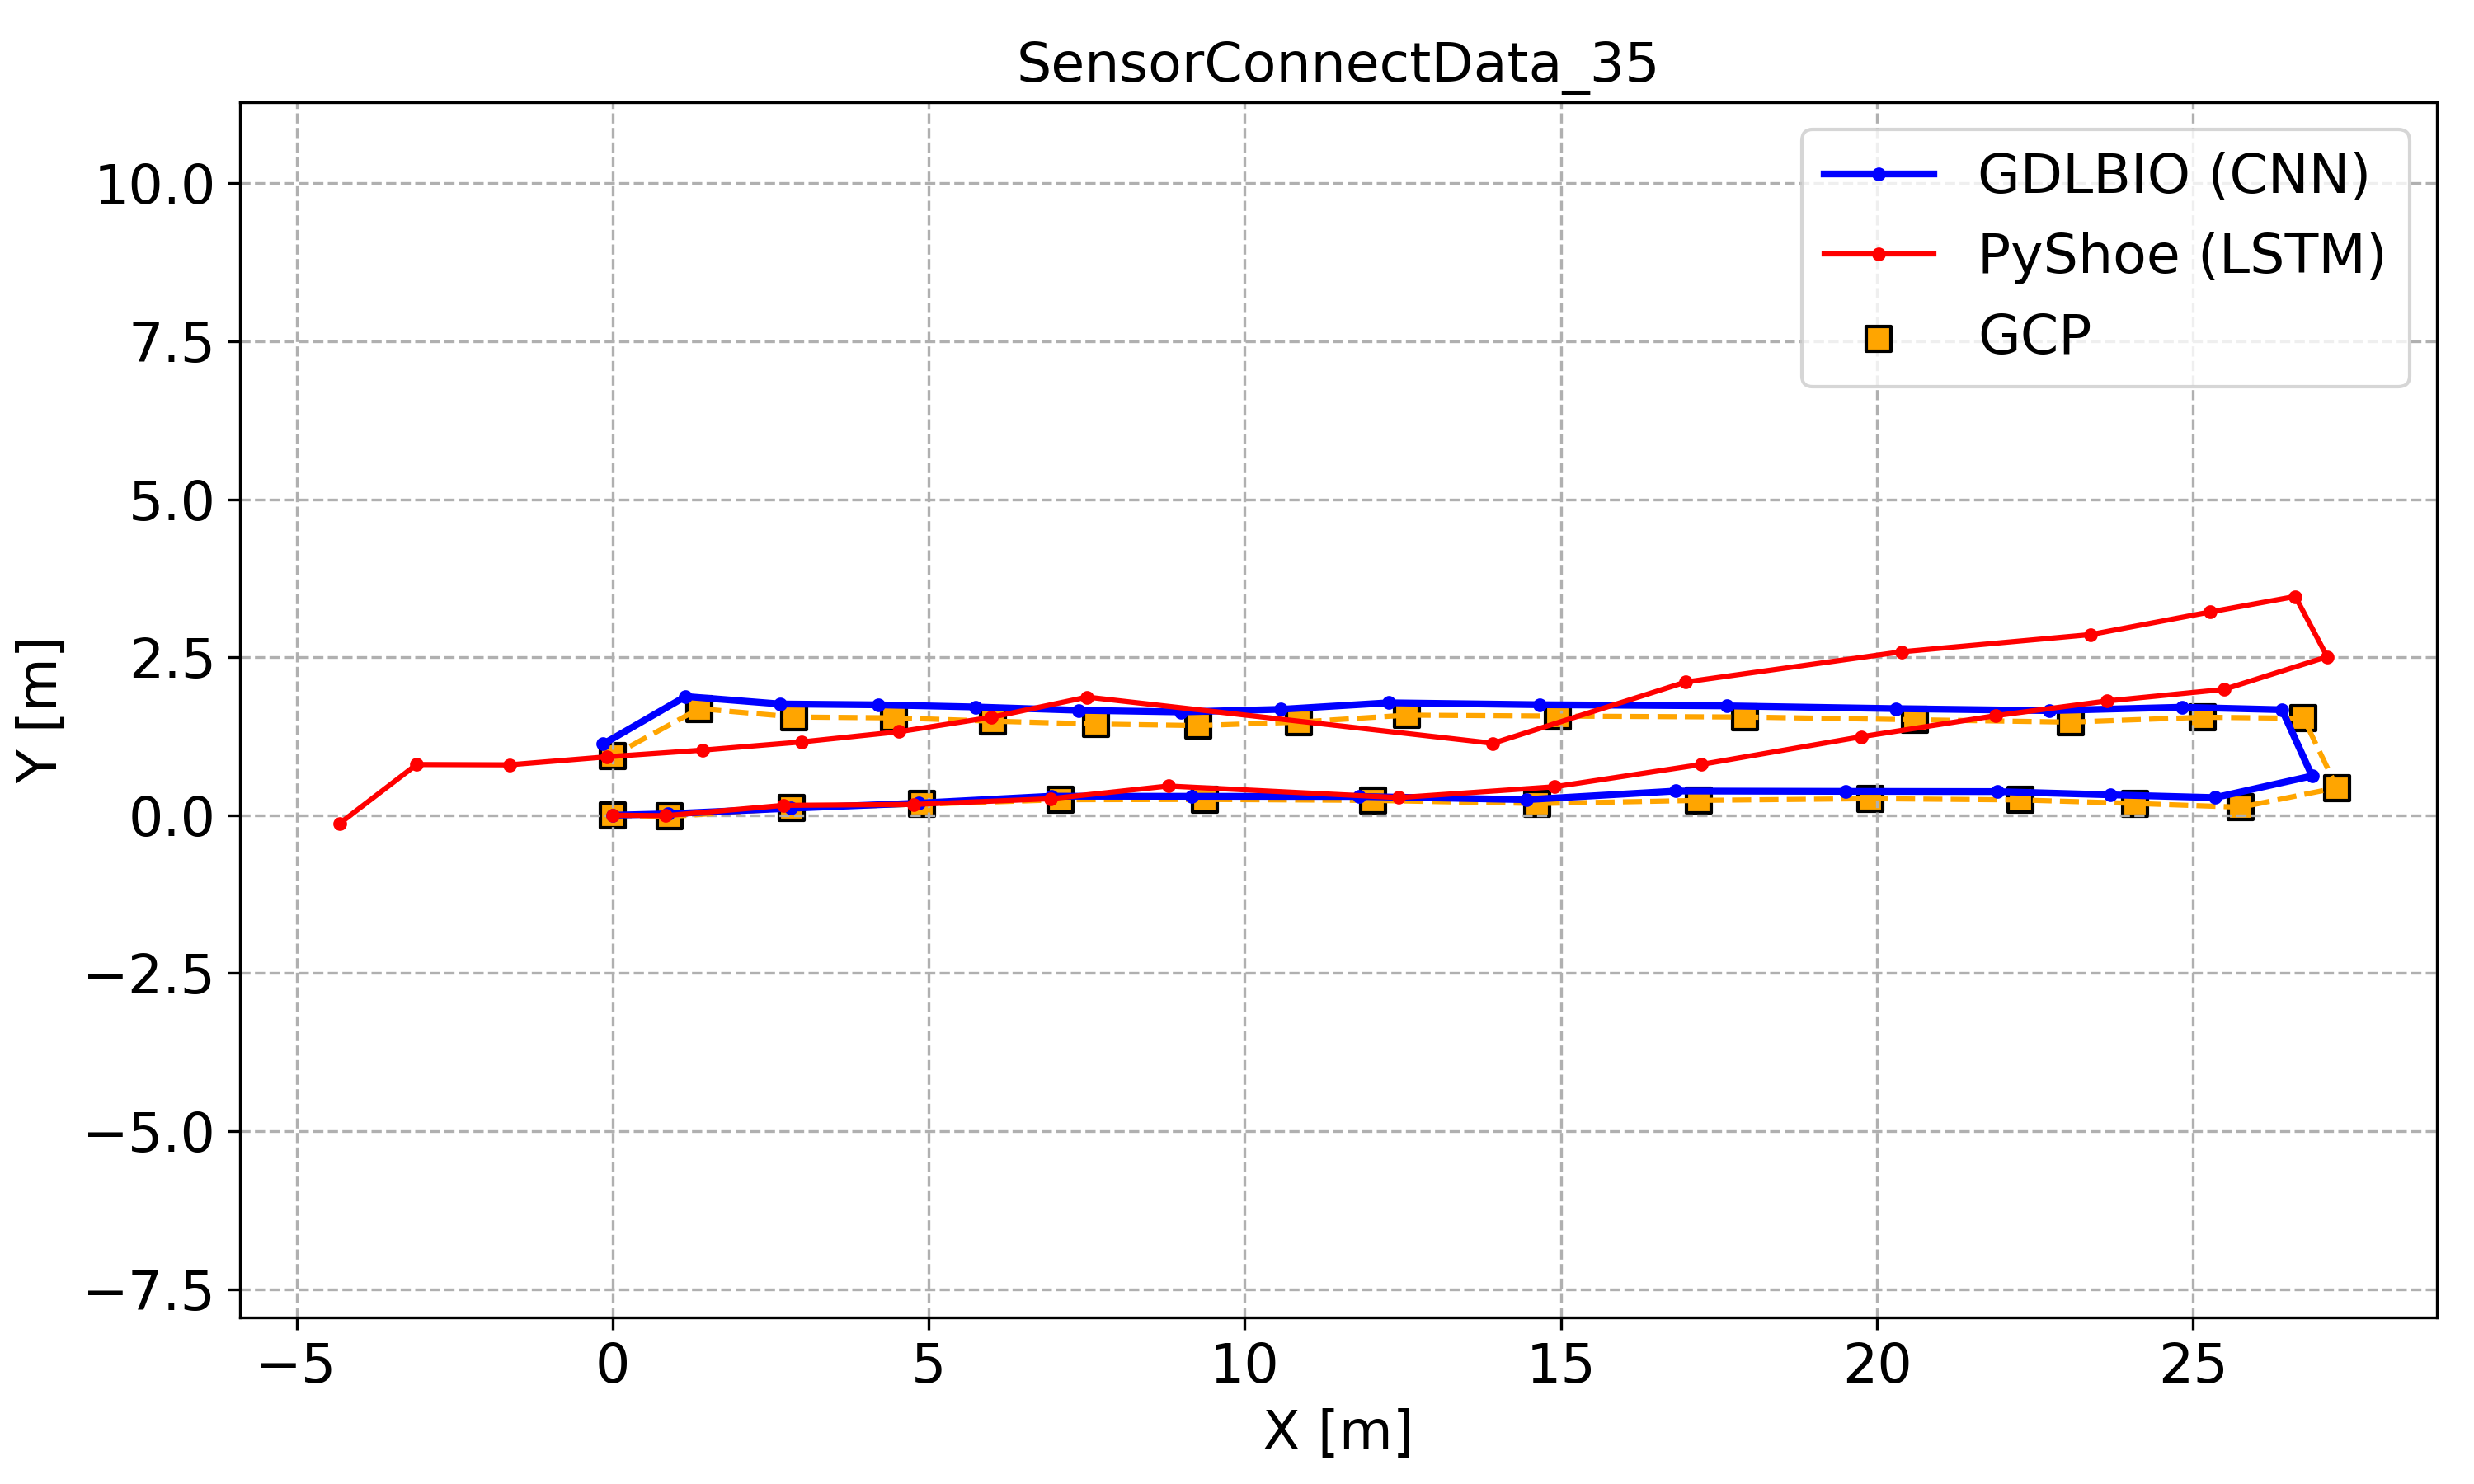 SensorConnectData_35
GDLBIO (CNN)
PyShoe (LSTM)
GCP
Y [m]
10.0
7.5
5.0
2.5
0.0
−2.5
−5.0
−7.5
−5 0 5 10 15 20 25
X [m]